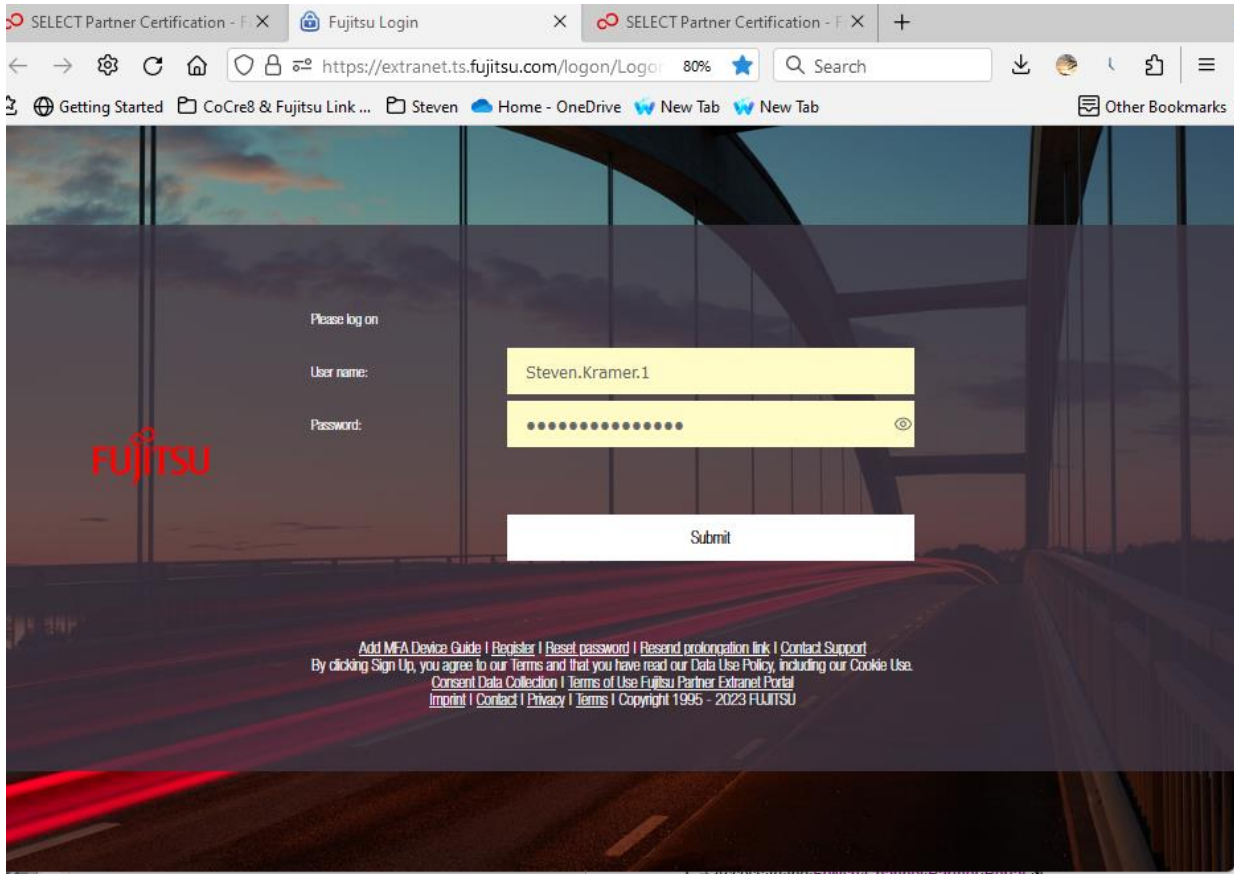 SELECT Partner Certification - F
Fujitsu Login
SELECT Partner Certification - F
https://extranet.ts.fujitsu.com/logon/Logon 80% Search
Getting Started CoCre8 & Fujitsu Link ... Steven Home - OneDrive New Tab New Tab Other Bookmarks
Please log on
User name: Steven.Kramer.1
Password: ●●●●●●●●●●●●●●●
FUJITSU
Submit
Add MFA Device Guide | Register | Reset password | Resend prolongation link | Contact Support
By clicking Sign Up, you agree to our Terms and that you have read our Data Use Policy, including our Cookie Use.
Consent Data Collection | Terms of Use Fujitsu Partner Extranet Portal
Imprint | Contact | Privacy | Terms | Copyright 1995 - 2023 FUJITSU